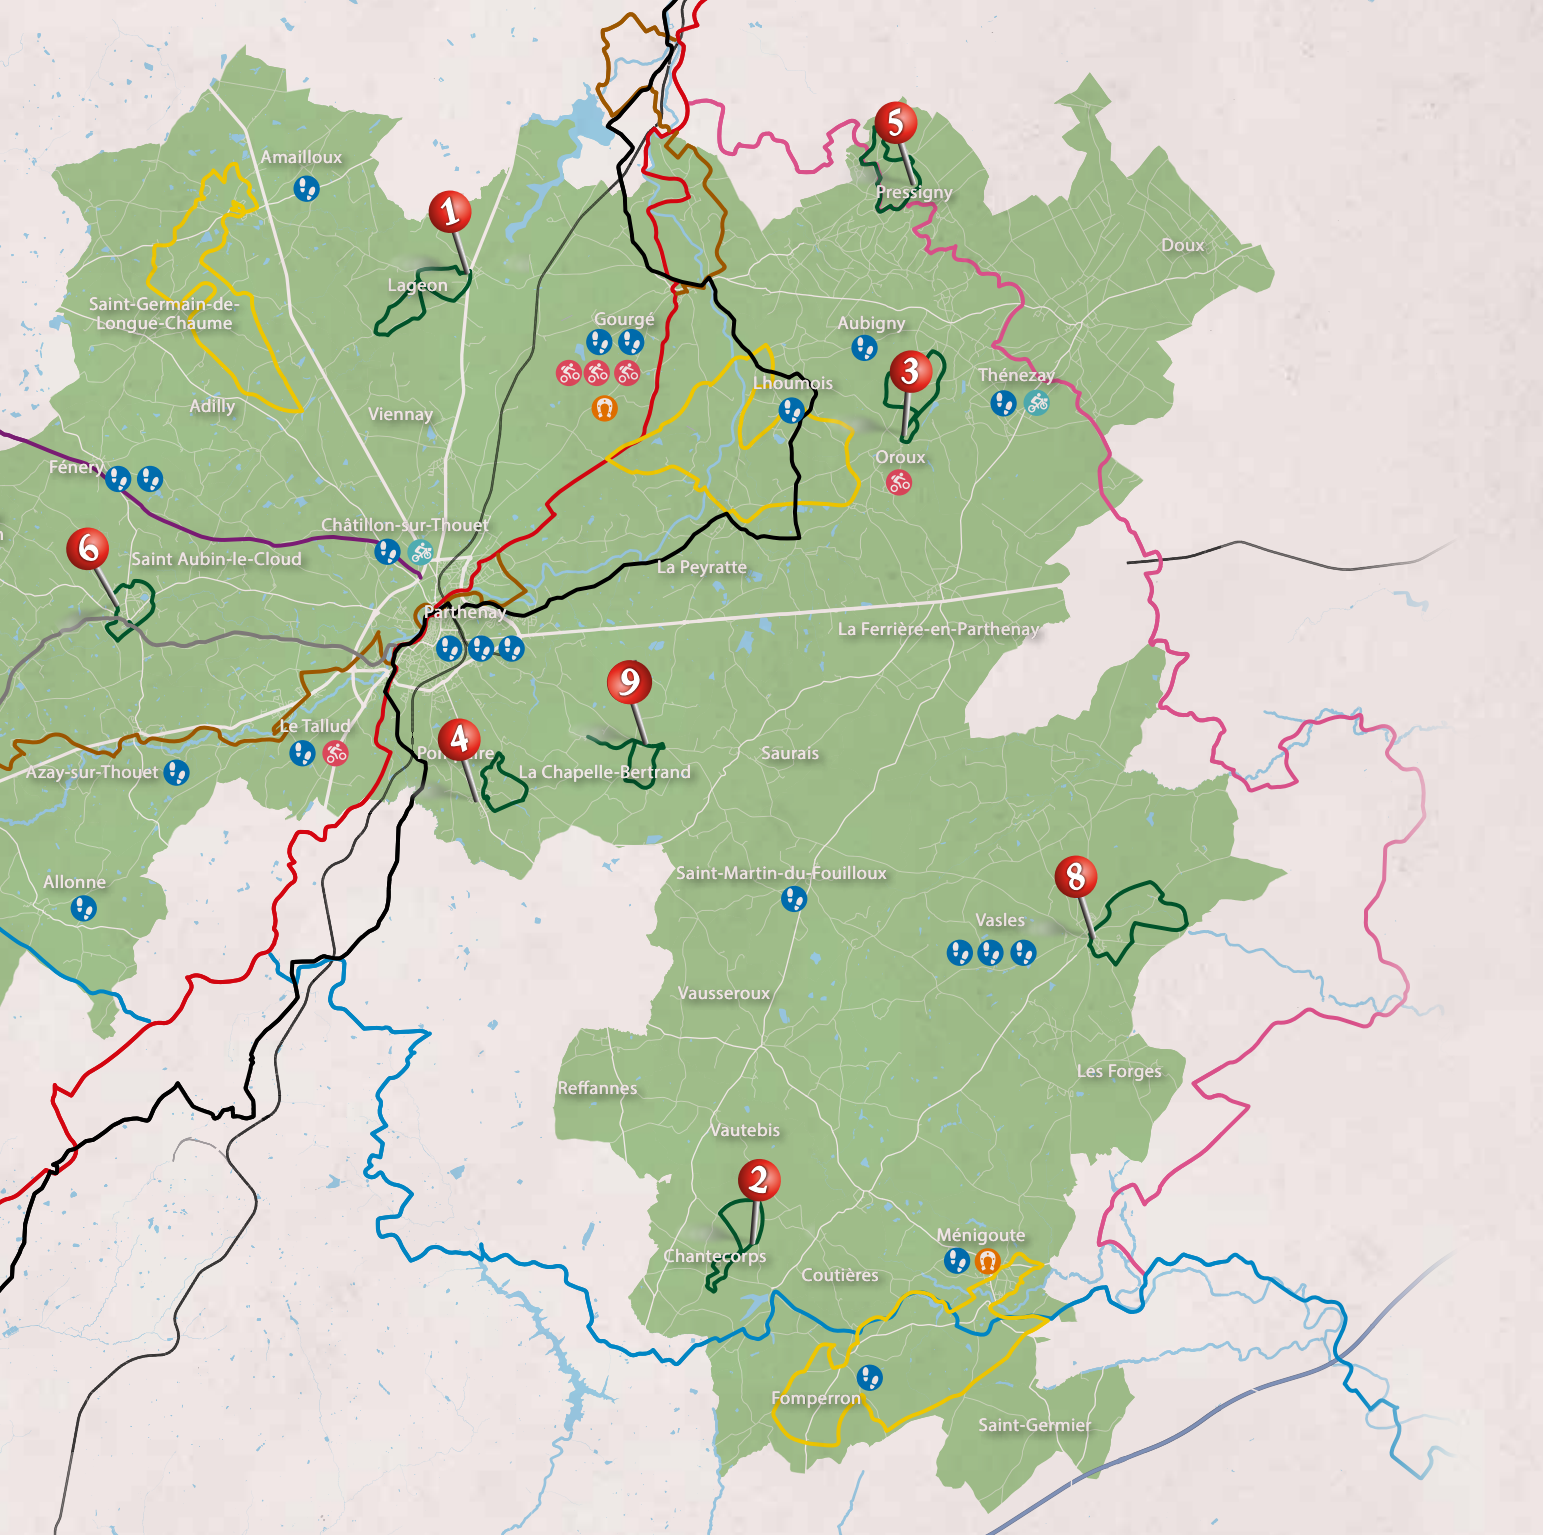 5
Amailloux
Pressigny
1
Doux
Lageon
Saint-Germain-de-
Longue-Chaume
Gourgé
Aubigny
3
Thénezay
Lhoumois
Adilly
Viennay
Oroux
Fénery
Châtillon-sur-Thouet
6
Saint Aubin-le-Cloud
La Peyratte
Parthenay
La Ferrière-en-Parthenay
9
Le Tallud
4
Saurais
Azay-sur-Thouet
La Chapelle-Bertrand
Saint-Martin-du-Fouilloux
8
Allonne
Vasles
Vausseroux
Les Forges
Reffannes
Vautebis
2
Ménigoute
Chantecorps
Coutières
Fomperron
Saint-Germier